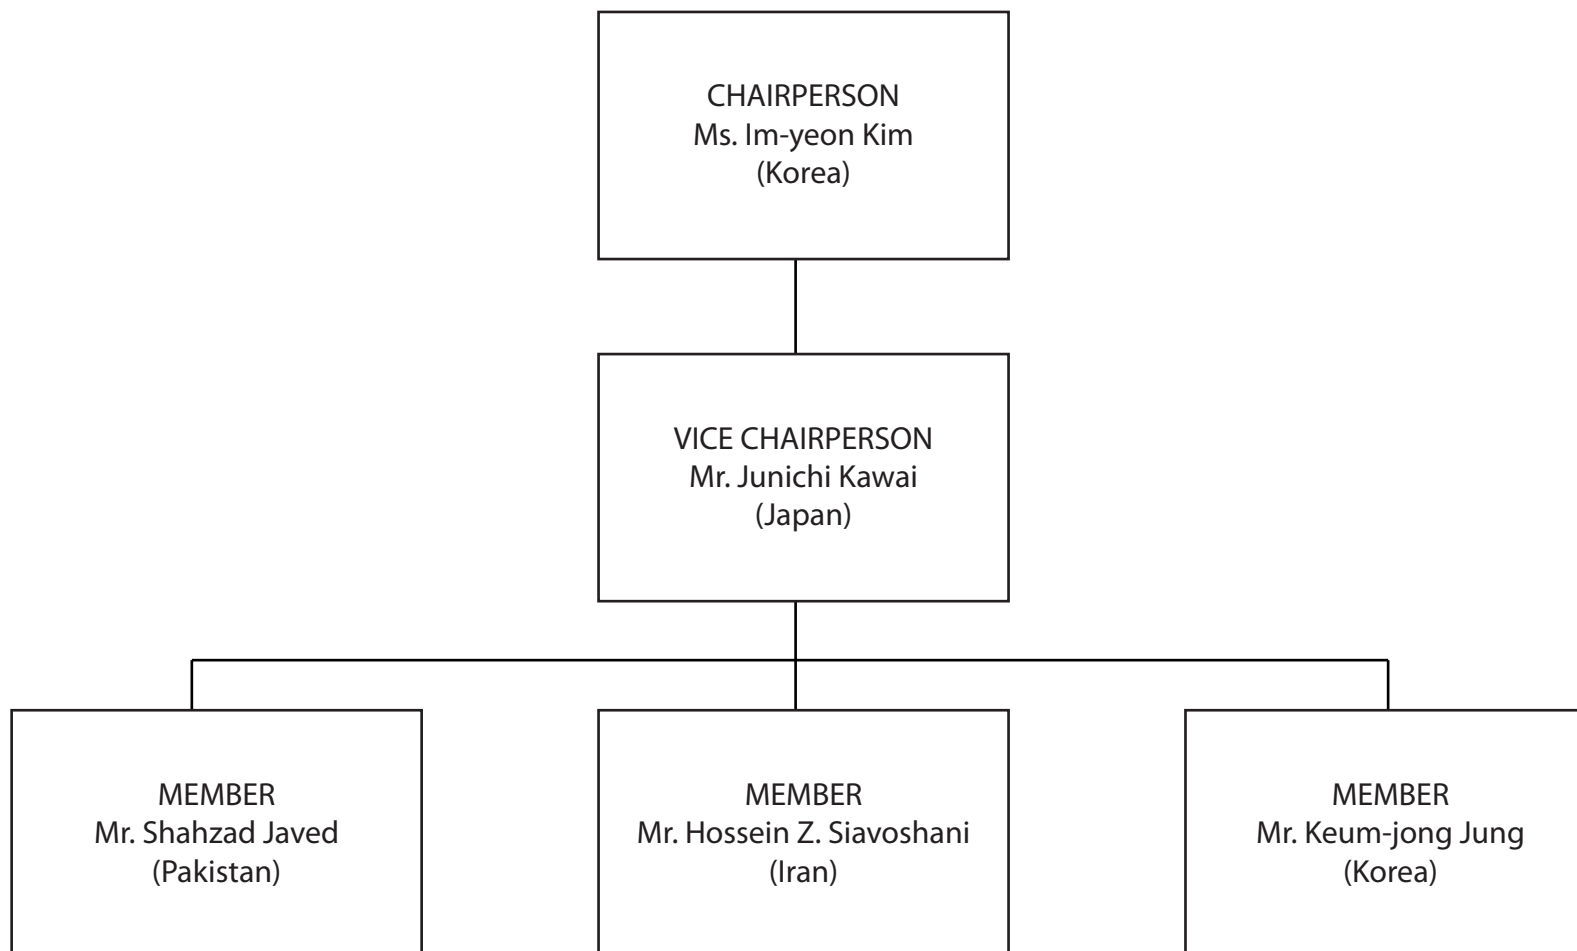 CHAIRPERSON
Ms. Im-yeon Kim
(Korea)
VICE CHAIRPERSON
Mr. Junichi Kawai
(Japan)
MEMBER
Mr. Shahzad Javed
(Pakistan)
MEMBER
Mr. Hossein Z. Siavoshani
(Iran)
MEMBER
Mr. Keum-jong Jung
(Korea)